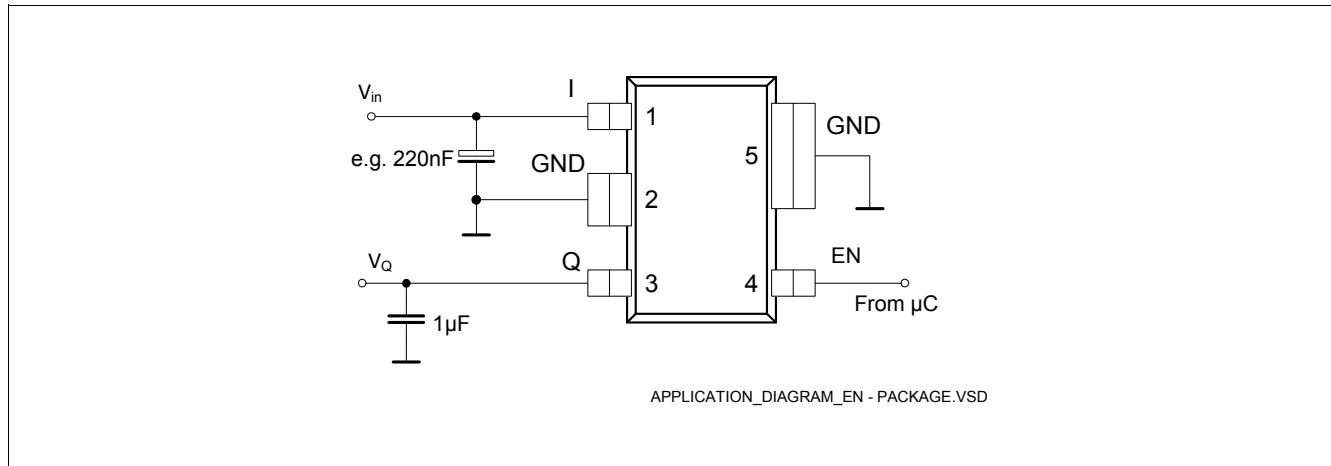 V_in
I
1
e.g. 220nF
GND
2
V_Q
Q
3
1µF
GND
5
EN
4
From µC
APPLICATION_DIAGRAM_EN - PACKAGE.VSD